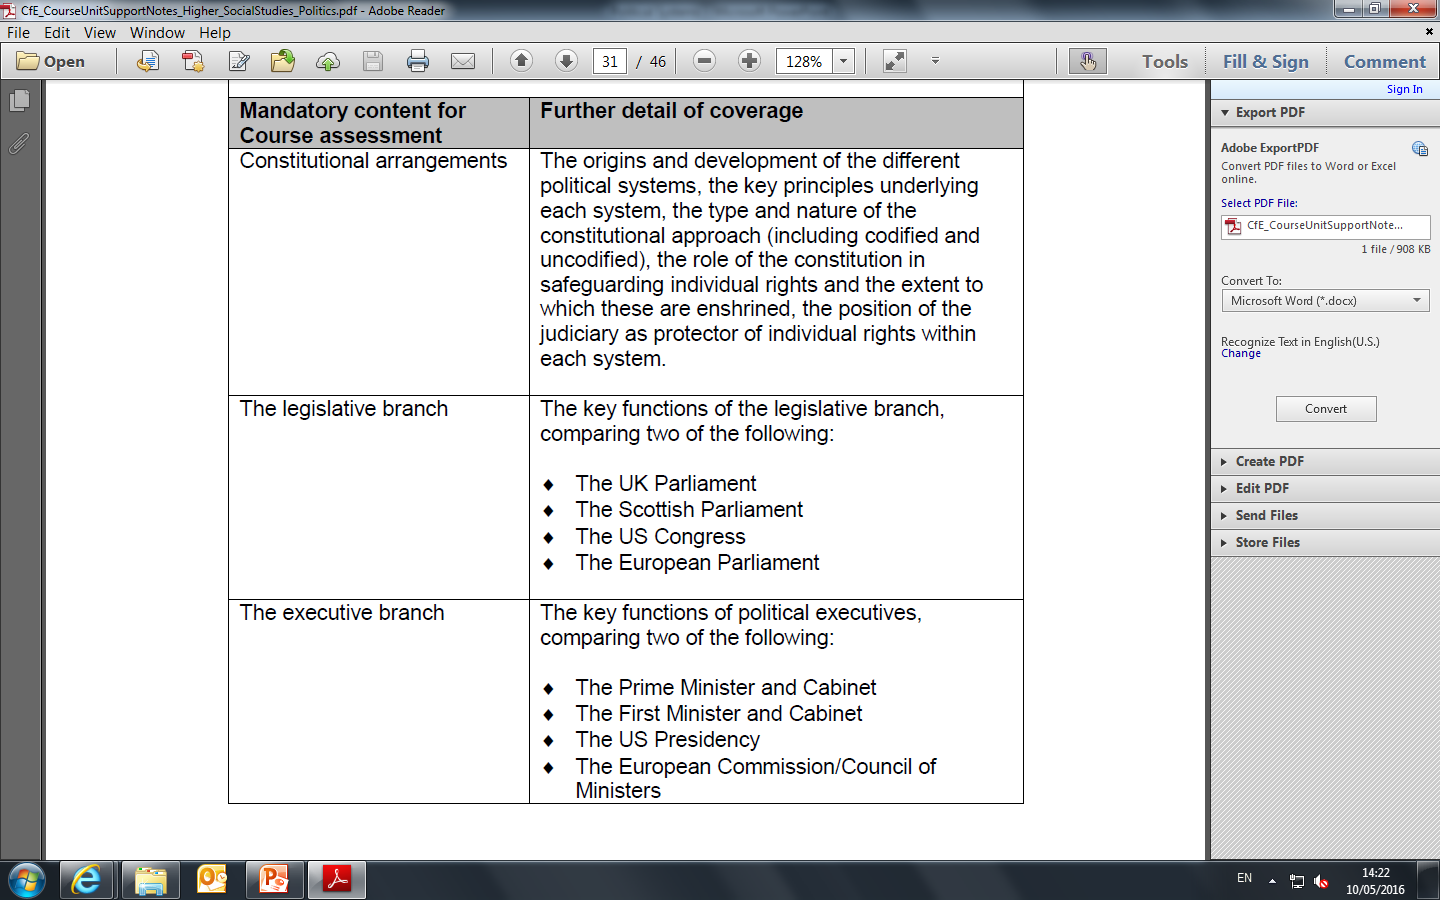 CfE_CourseUnitSupportNotes_Higher_SocialStudies_Politics.pdf - Adobe Reader
File Edit View Window Help
Open 31 / 46 128% Tools Fill & Sign Comment
Sign In
Mandatory content for
Course assessment
Further detail of coverage
Constitutional arrangements
The origins and development of the different
political systems, the key principles underlying
each system, the type and nature of the
constitutional approach (including codified and
uncodified), the role of the constitution in
safeguarding individual rights and the extent to
which these are enshrined, the position of the
judiciary as protector of individual rights within
each system.
The legislative branch
The key functions of the legislative branch,
comparing two of the following:
♦ The UK Parliament
♦ The Scottish Parliament
♦ The US Congress
♦ The European Parliament
The executive branch
The key functions of political executives,
comparing two of the following:
♦ The Prime Minister and Cabinet
♦ The First Minister and Cabinet
♦ The US Presidency
♦ The European Commission/Council of
Ministers
Export PDF
Adobe ExportPDF
Convert PDF files to Word or Excel
online.
Select PDF File:
CfE_CourseUnitSupportNote...
1 file / 908 KB
Convert To:
Microsoft Word (*.docx)
Recognize Text in English(U.S.)
Change
Convert
Create PDF
Edit PDF
Send Files
Store Files
EN
14:22
10/05/2016